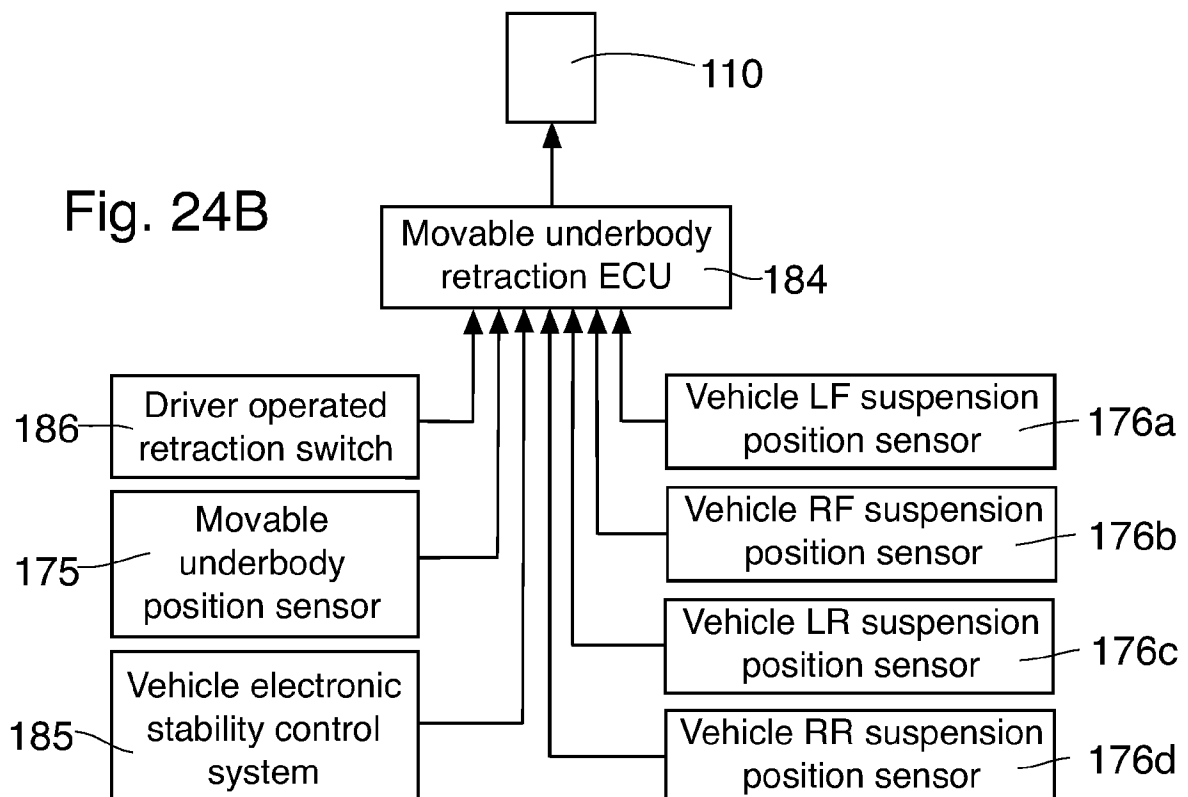 110
Fig. 24B
Movable underbody
retraction ECU
184
Driver operated
retraction switch
186
Movable
underbody
position sensor
175
Vehicle electronic
stability control
system
185
Vehicle LF suspension
position sensor
176a
Vehicle RF suspension
position sensor
176b
Vehicle LR suspension
position sensor
176c
Vehicle RR suspension
position sensor
176d